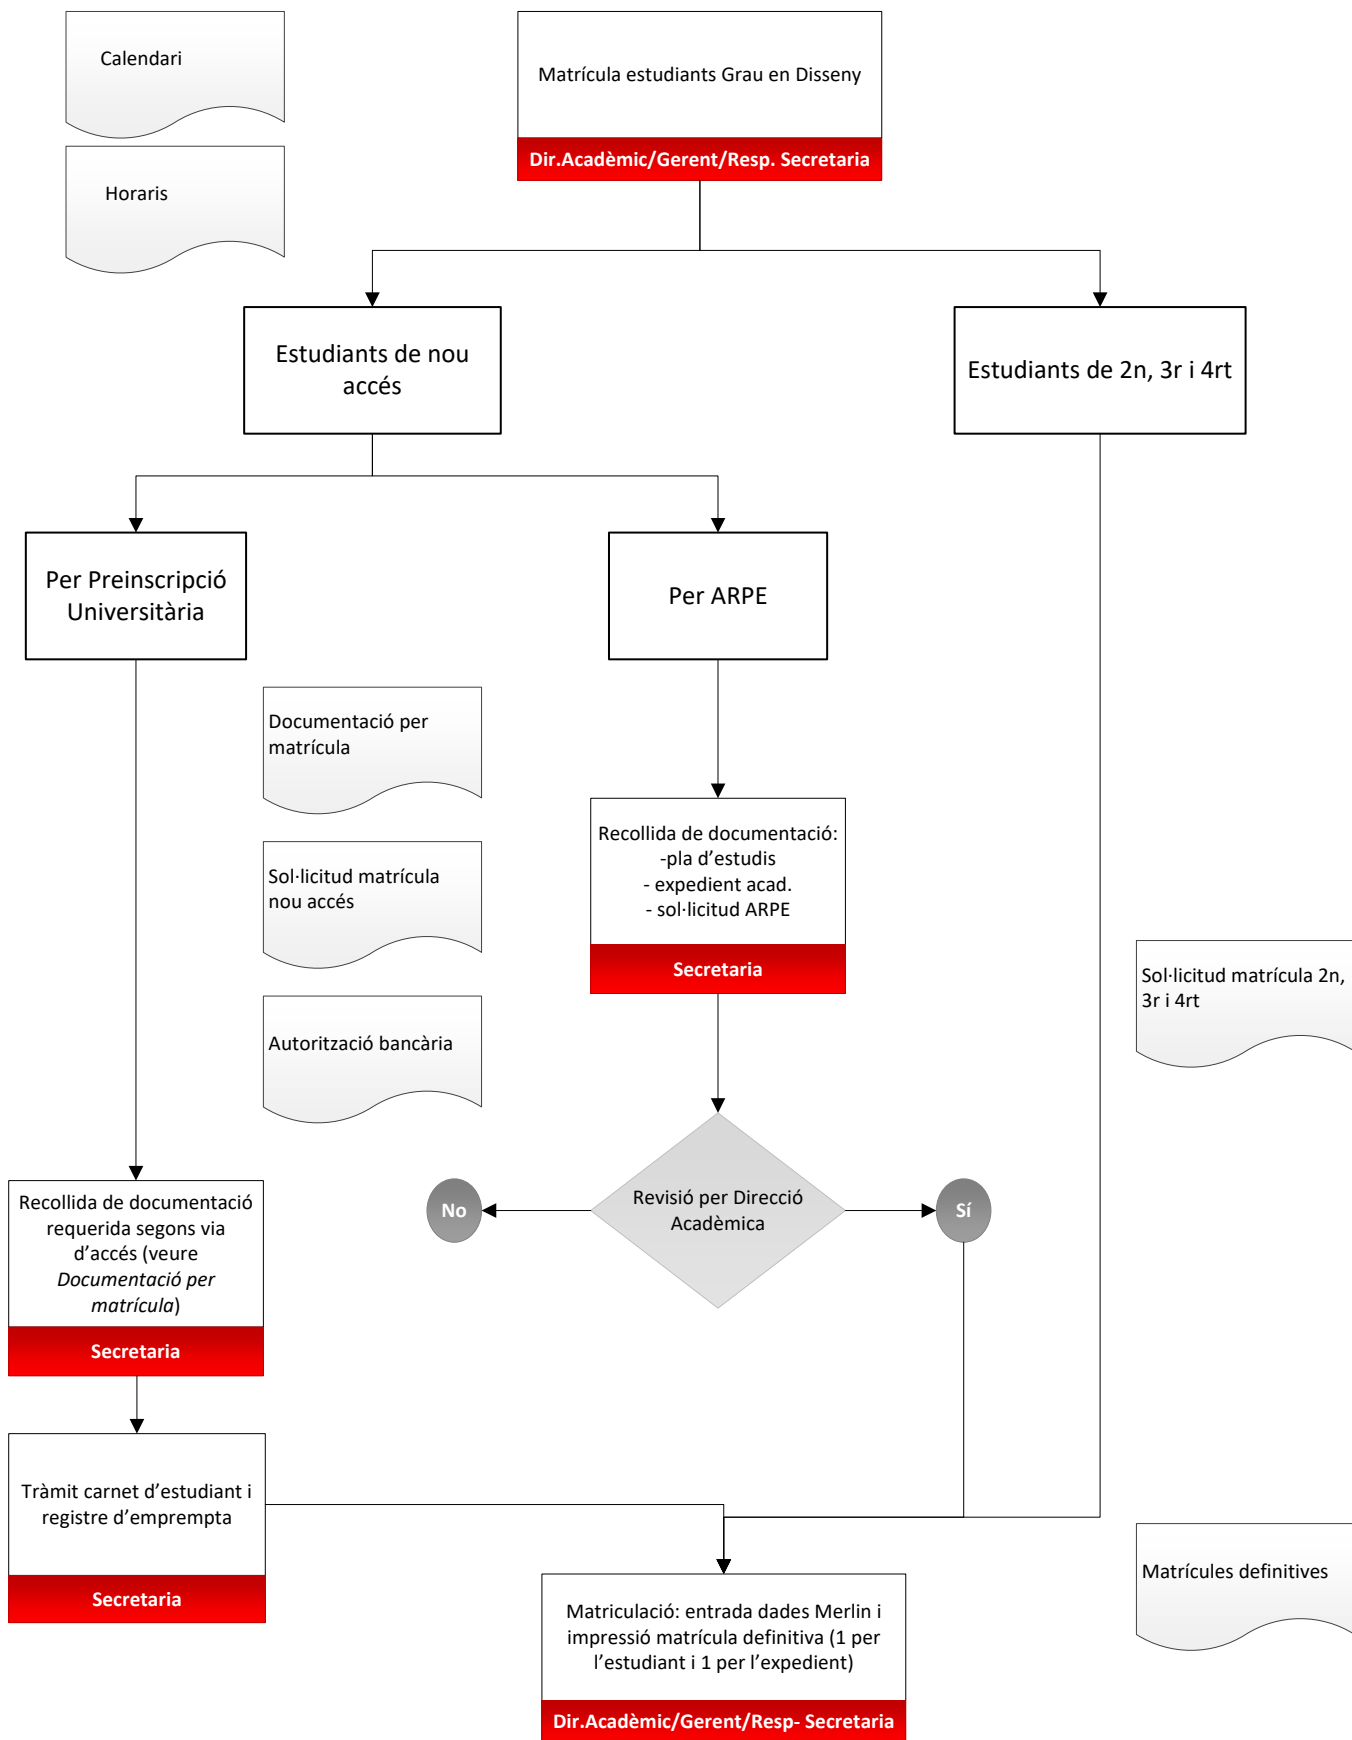 Calendari
Matrícula estudiants Grau en Disseny
Dir.Acadèmic/Gerent/Resp. Secretaria
Horaris
Estudiants de nou
accés
Estudiants de 2n, 3r i 4rt
Per Preinscripció
Universitària
Per ARPE
Documentació per
matrícula
Recollida de documentació:
-pla d’estudis
- expedient acad.
- sol·licitud ARPE
Secretaria
Sol·licitud matrícula
nou accés
Sol·licitud matrícula 2n,
3r i 4rt
Autorització bancària
Revisió per Direcció
Acadèmica
No
Sí
Recollida de documentació
requerida segons via
d’accés (veure
Documentació per
matrícula)
Secretaria
Tràmit carnet d’estudiant i
registre d’emprempta
Secretaria
Matrícules definitives
Matriculació: entrada dades Merlin i
impressió matrícula definitiva (1 per
l’estudiant i 1 per l’expedient)
Dir.Acadèmic/Gerent/Resp- Secretaria